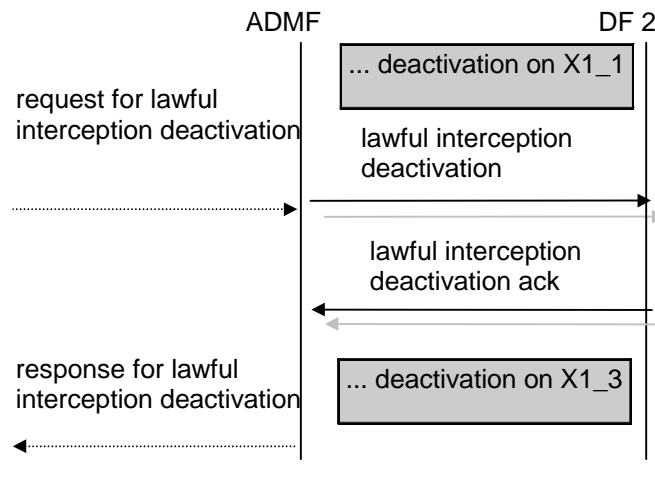 ADMF DF 2
... deactivation on X1_1
request for lawful
interception deactivation
lawful interception
deactivation
lawful interception
deactivation ack
response for lawful
interception deactivation
... deactivation on X1_3